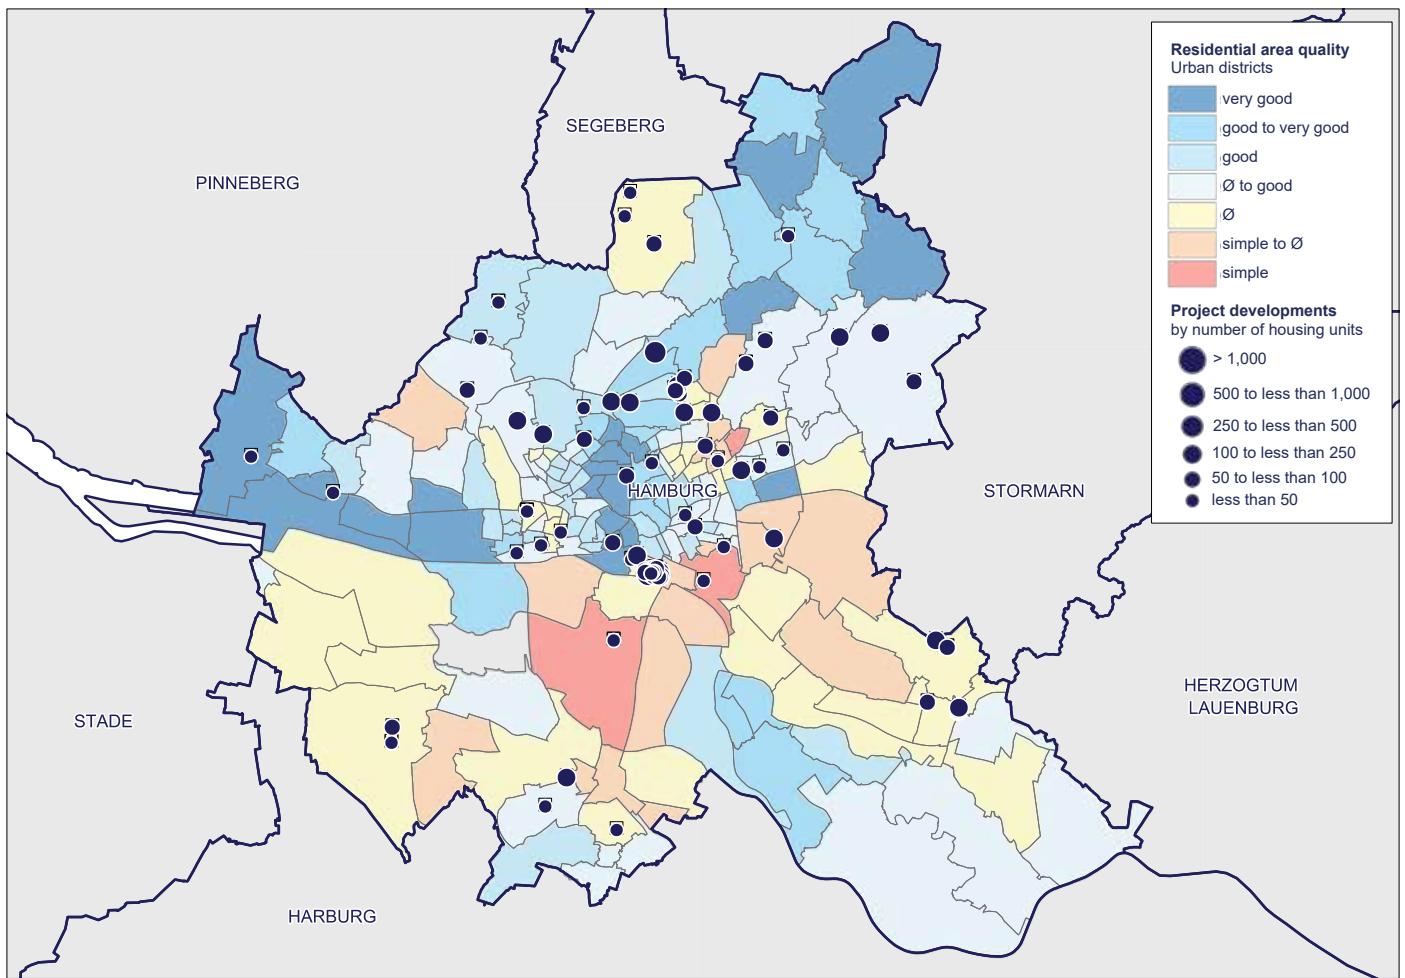 SEGEBERG
PINNEBERG
HAMBURG
STORMARN
STADE
HERZOGTUM
LAUENBURG
HARBURG
Residential area quality
Urban districts
very good
good to very good
good
Ø to good
Ø
simple to Ø
simple
Project developments
by number of housing units
> 1,000
500 to less than 1,000
250 to less than 500
100 to less than 250
50 to less than 100
less than 50